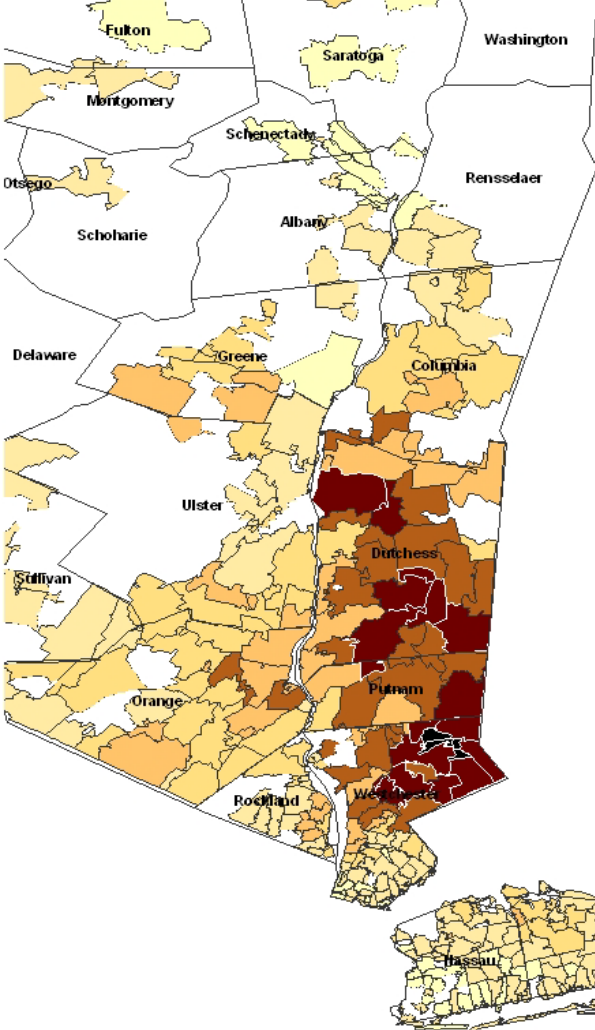 Fulton
Washington
Saratoga
Montgomery
Schenectady
Otsego
Rensselaer
Albany
Schoharie
Delaware
Greene
Columbia
Ulster
Dutchess
Sullivan
Putnam
Orange
Westchester
Rockland
Nassau